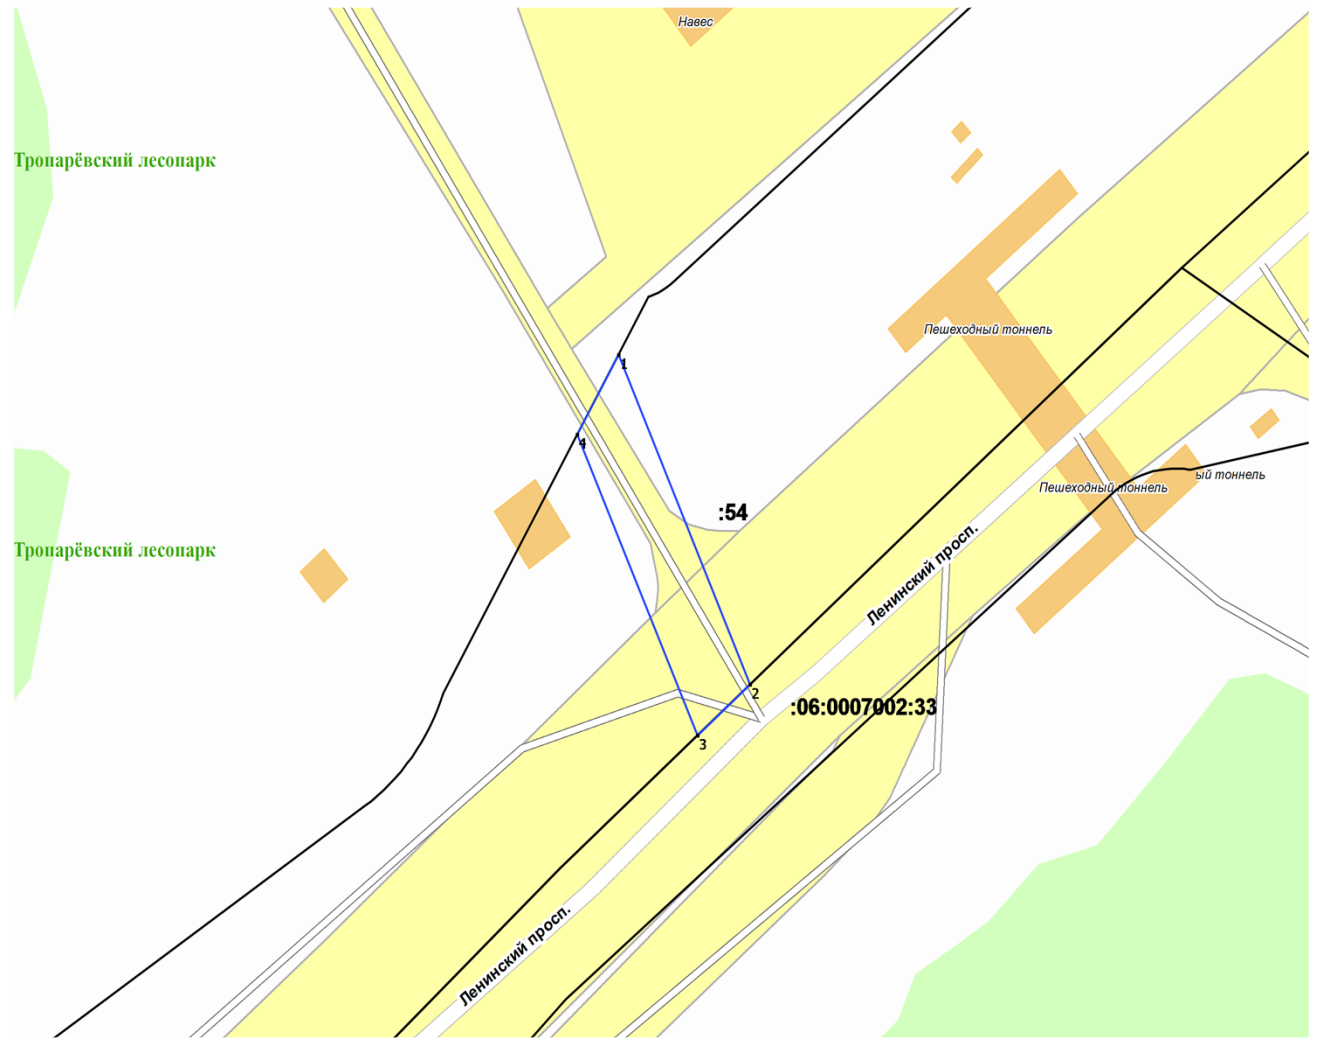 Навес
Тропарёвский лесопарк
Пешеходный тоннель
1
4
ый тоннель
Пешеходный тоннель
:54
Тропарёвский лесопарк
Ленинский просп.
2
:06:0007002:33
3
Ленинский просп.